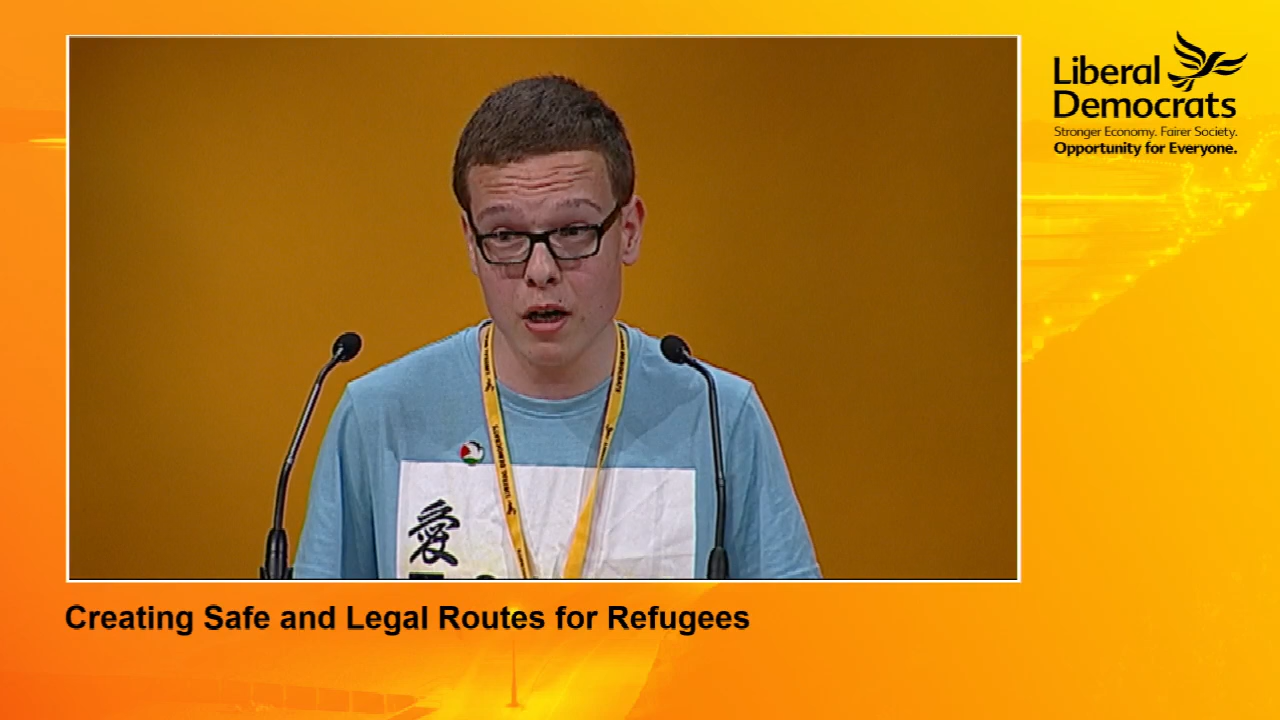 Liberal
Democrats
Stronger Economy. Fairer Society.
Opportunity for Everyone.
愛
Creating Safe and Legal Routes for Refugees